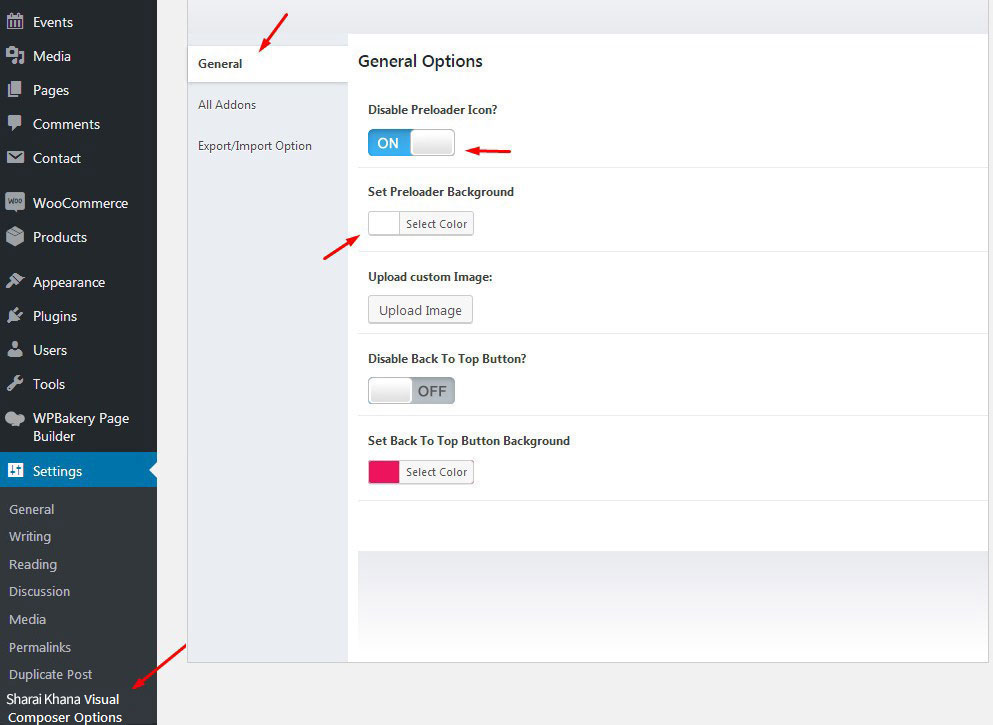 Events
Media
Pages
Comments
Contact
woo WooCommerce
Products
Appearance
Plugins
Users
Tools
WPBakery Page
Builder
Settings
General
Writing
Reading
Discussion
Media
Permalinks
Duplicate Post
Sharai Khana Visual
Composer Options
General
All Addons
Export/Import Option
General Options
Disable Preloader Icon?
ON
Set Preloader Background
Select Color
Upload custom Image:
Upload Image
Disable Back To Top Button?
OFF
Set Back To Top Button Background
Select Color